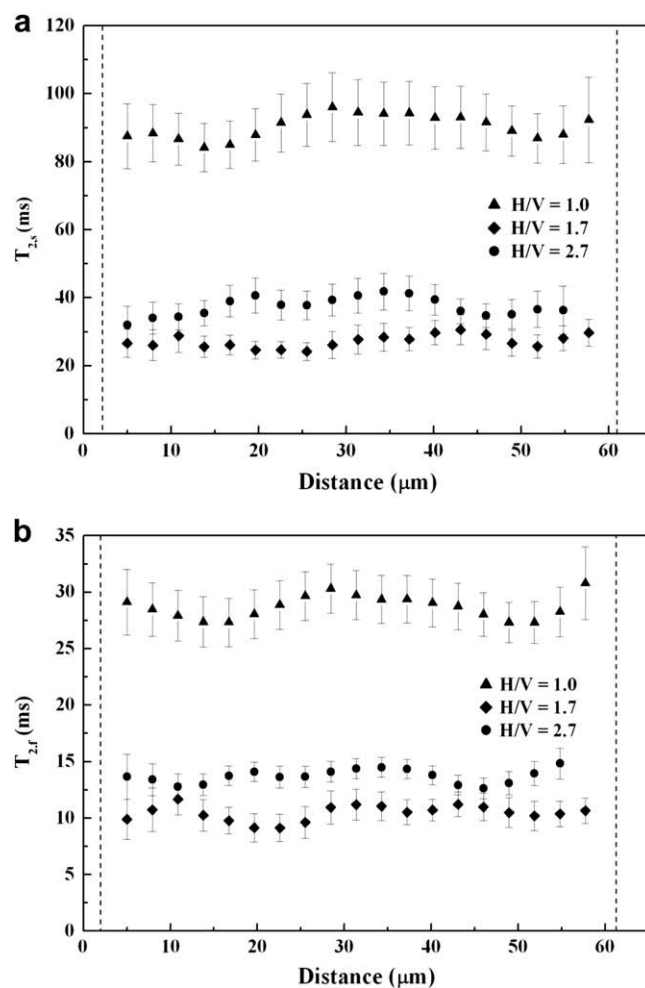 a
120
100
80
60
40
20
0
T2,s (ms)
H/V = 1.0
H/V = 1.7
H/V = 2.7
0 10 20 30 40 50 60
Distance (μm)
b
35
30
25
20
15
10
5
0
T2,f (ms)
H/V = 1.0
H/V = 1.7
H/V = 2.7
0 10 20 30 40 50 60
Distance (μm)